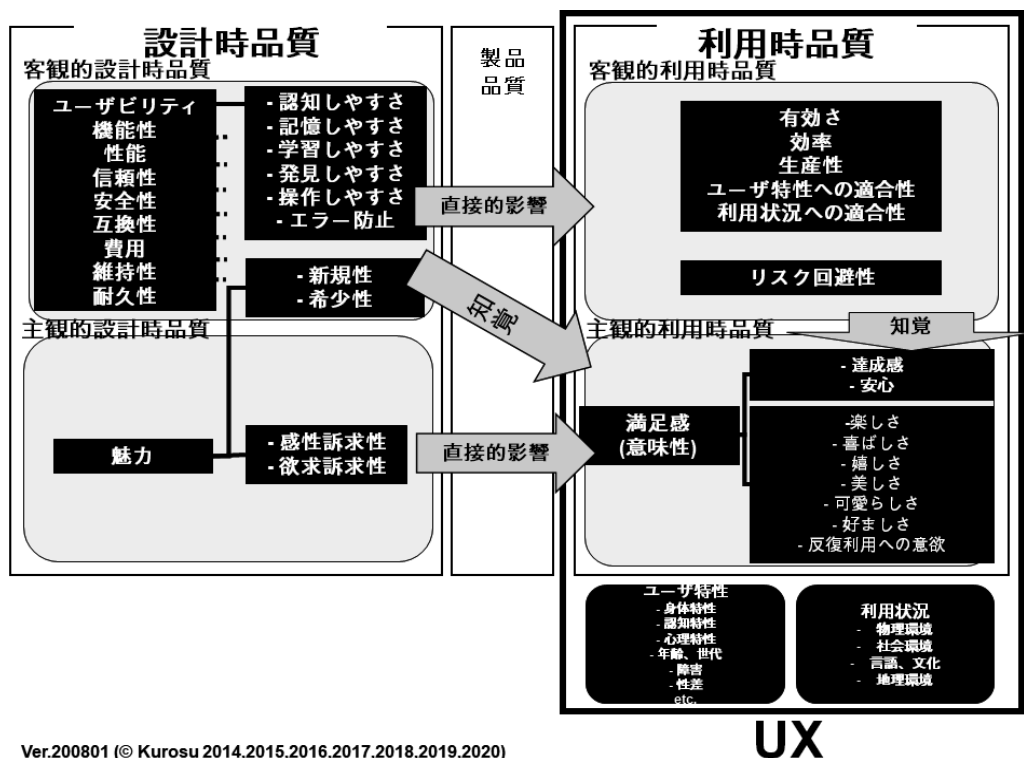 設計時品質
客観的設計時品質
ユーザビリティ
機能性
性能
信頼性
安全性
互換性
費用
維持性
耐久性
- 認知しやすさ
- 記憶しやすさ
- 学習しやすさ
- 発見しやすさ
- 操作しやすさ
- エラー防止
- 新規性
- 希少性
主観的設計時品質
魅力
- 感性訴求性
- 欲求訴求性
製品
品質
直接的影響
知覚
直接的影響
利用時品質
客観的利用時品質
有効さ
効率
生産性
ユーザ特性への適合性
利用状況への適合性
リスク回避性
主観的利用時品質
知覚
満足感
(意味性)
- 達成感
- 安心
-楽しさ
- 喜ばしさ
- 嬉しさ
- 美しさ
- 可愛らしさ
- 好ましさ
- 反復利用への意欲
ユーザ特性
- 身体特性
- 認知特性
- 心理特性
- 年齢、世代
- 障害
- 性差
etc.
利用状況
- 物理環境
- 社会環境
- 言語、文化
- 地理環境
UX
Ver.200801 (© Kurosu 2014.2015.2016.2017.2018.2019.2020)